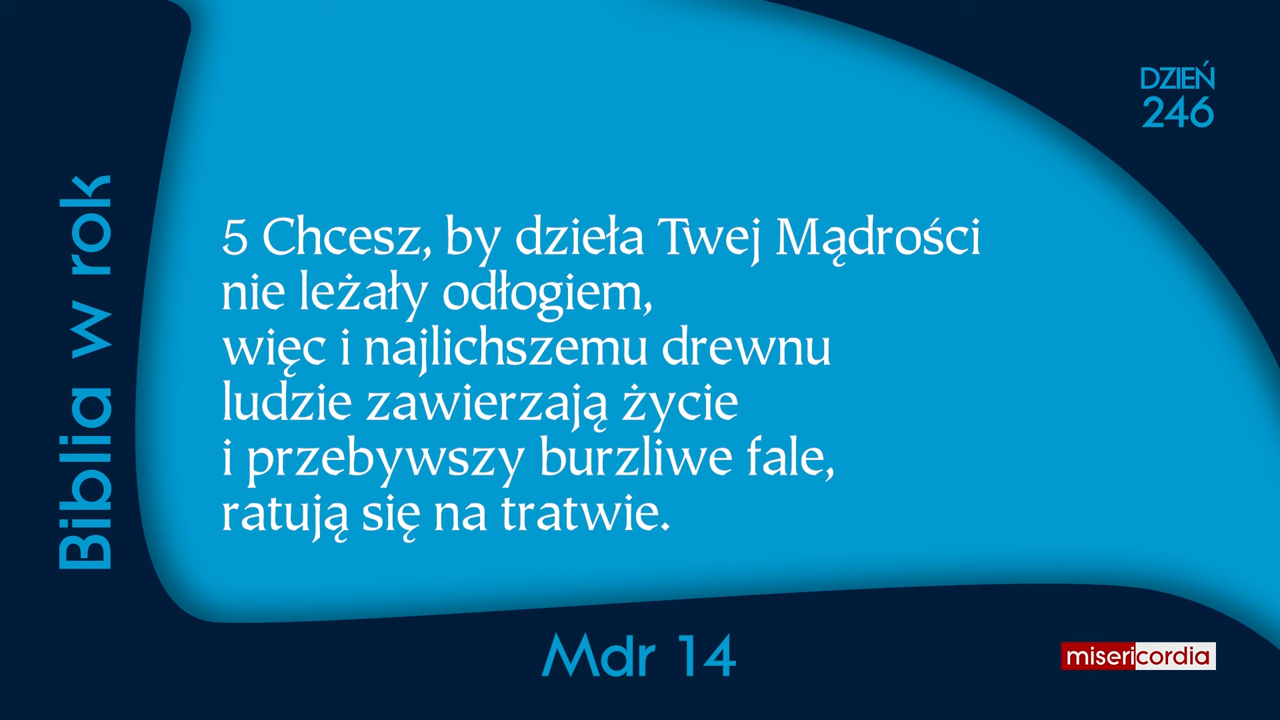 DZIEŃ
246
Biblia w rok
5 Chcesz, by dzieła Twej Mądrości
nie leżały odłogiem,
więc i najlichszemu drewnu
ludzie zawierzają życie
i przebywszy burzliwe fale,
ratują się na tratwie.
Mdr 14
misericordia